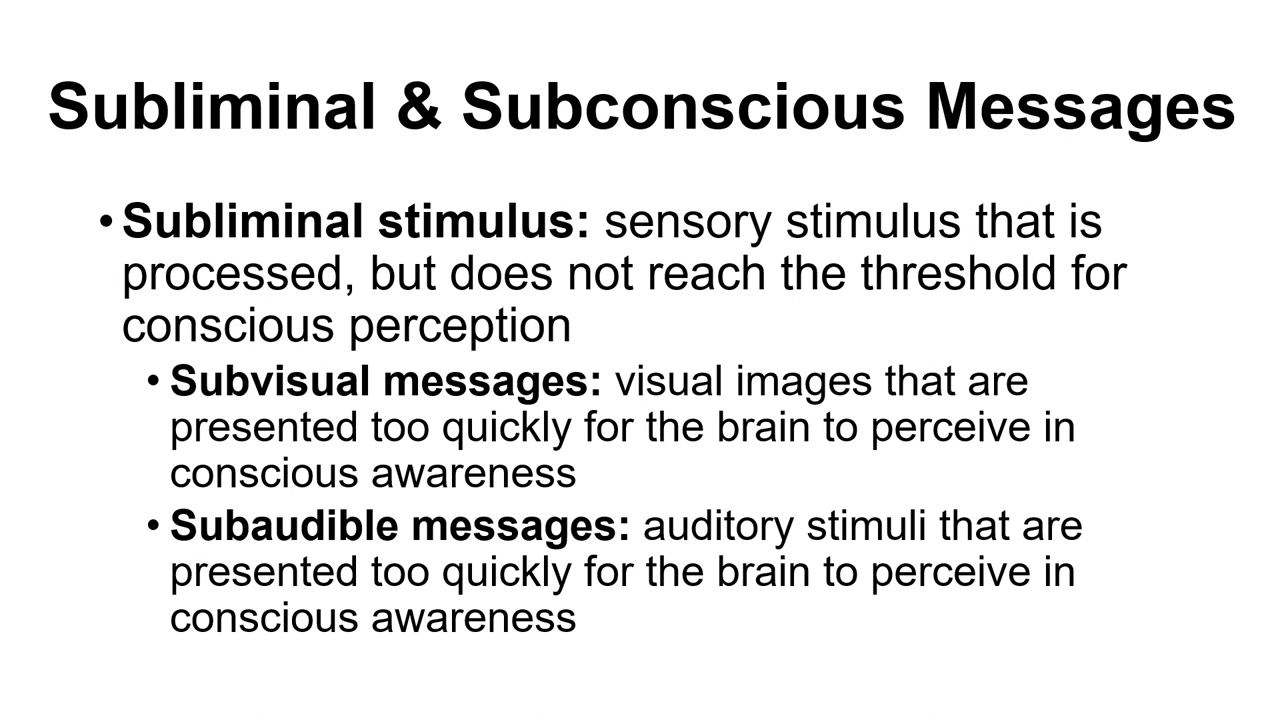 Subliminal & Subconscious Messages
• Subliminal stimulus: sensory stimulus that is
processed, but does not reach the threshold for
conscious perception
• Subvisual messages: visual images that are
presented too quickly for the brain to perceive in
conscious awareness
• Subaudible messages: auditory stimuli that are
presented too quickly for the brain to perceive in
conscious awareness